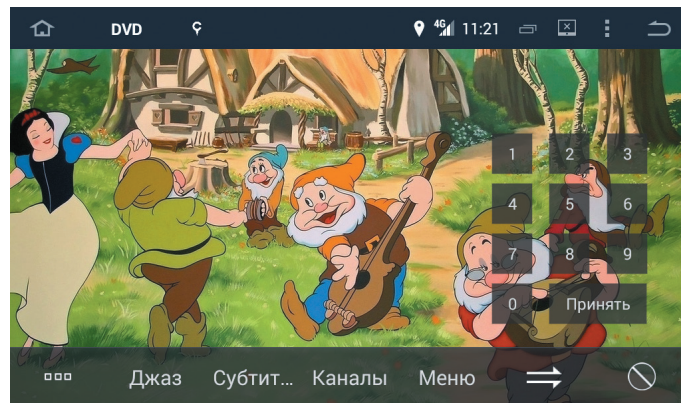 DVD 4G 11:21
1 2 3
4 5 6
7 8 9
0 Принять
Джаз Субтит... Каналы Меню